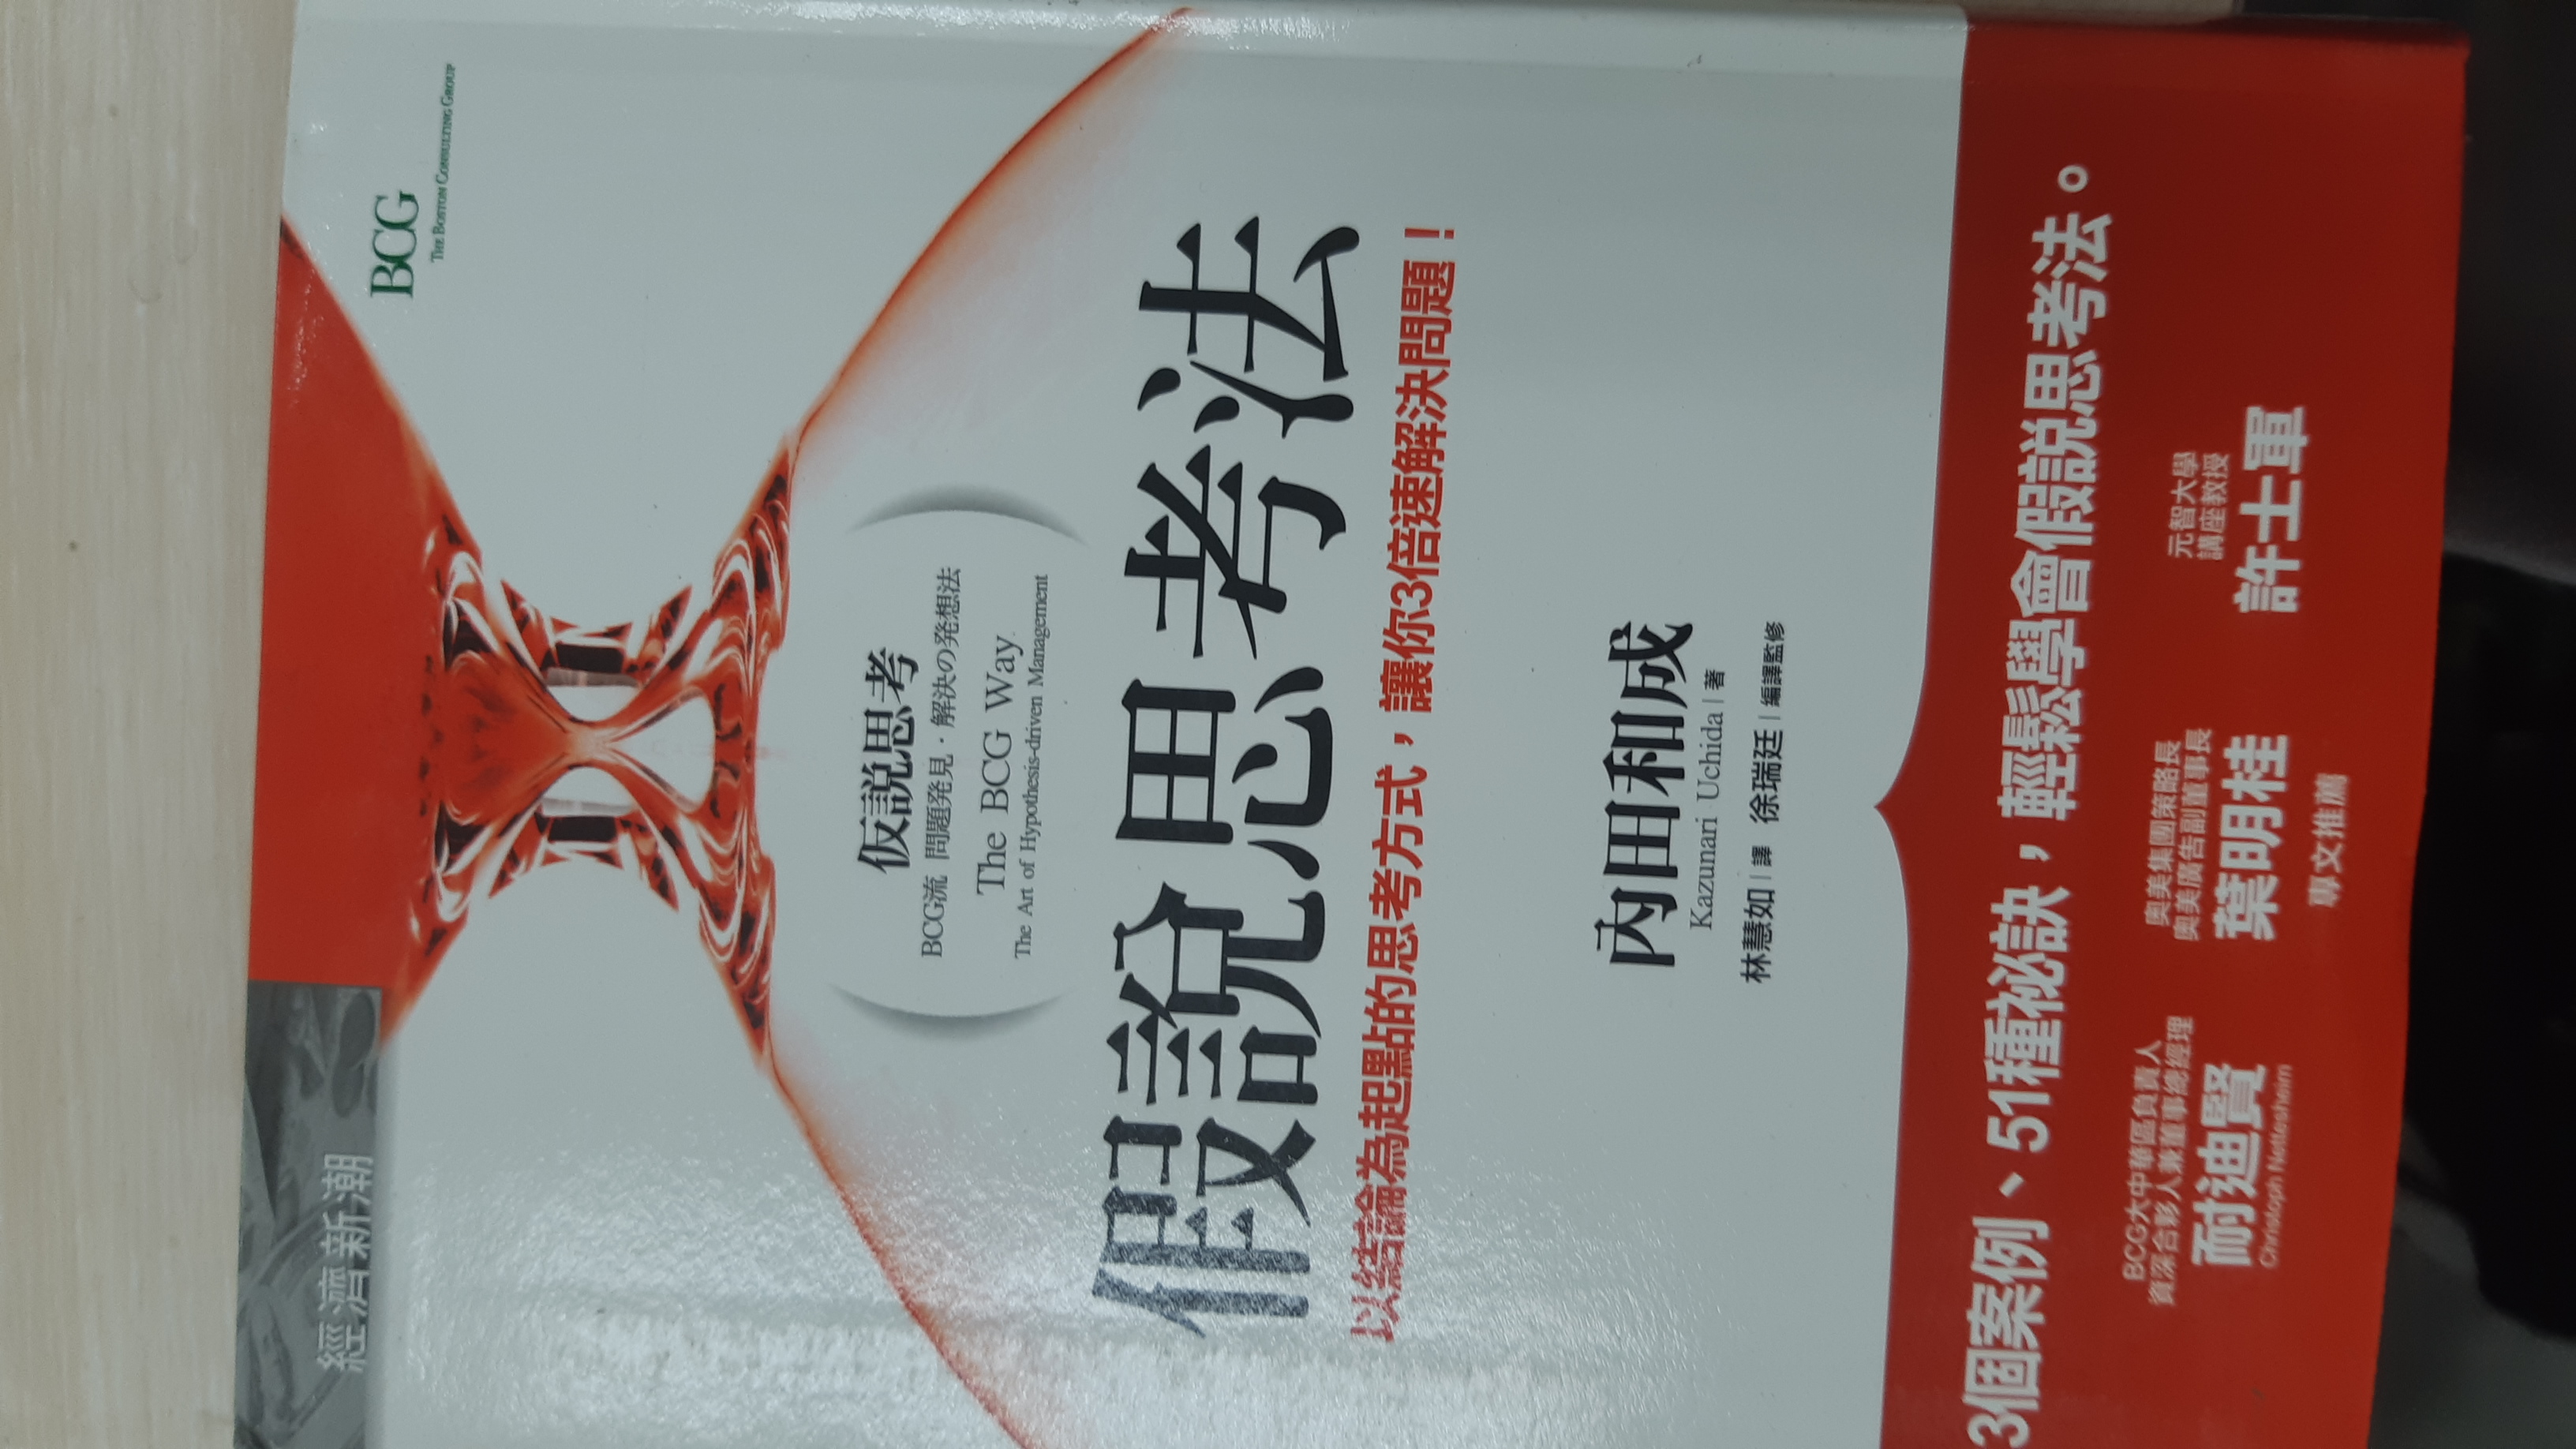 經濟新潮
BCG
THE BOSTON CONSULTING GROUP
仮説思考
BCG流 問題発見・解決の発想法
The BCG Way
The Art of Hypothesis-driven Management
假說思考法
以結論為起點的思考方式，讓你3倍速解決問題！
內田和成
Kazunari Uchida｜著
林慧如｜譯 徐瑞廷｜編譯監修
3個案例、51種祕訣，輕鬆學會假說思考法。
BCG大中華區負責人
資深合夥人兼董事總經理
耐迪賢
Christoph Nettesheim
奧美集團策略長
奧美廣告副董事長
葉明桂
元智大學
講座教授
許士軍
專文推薦